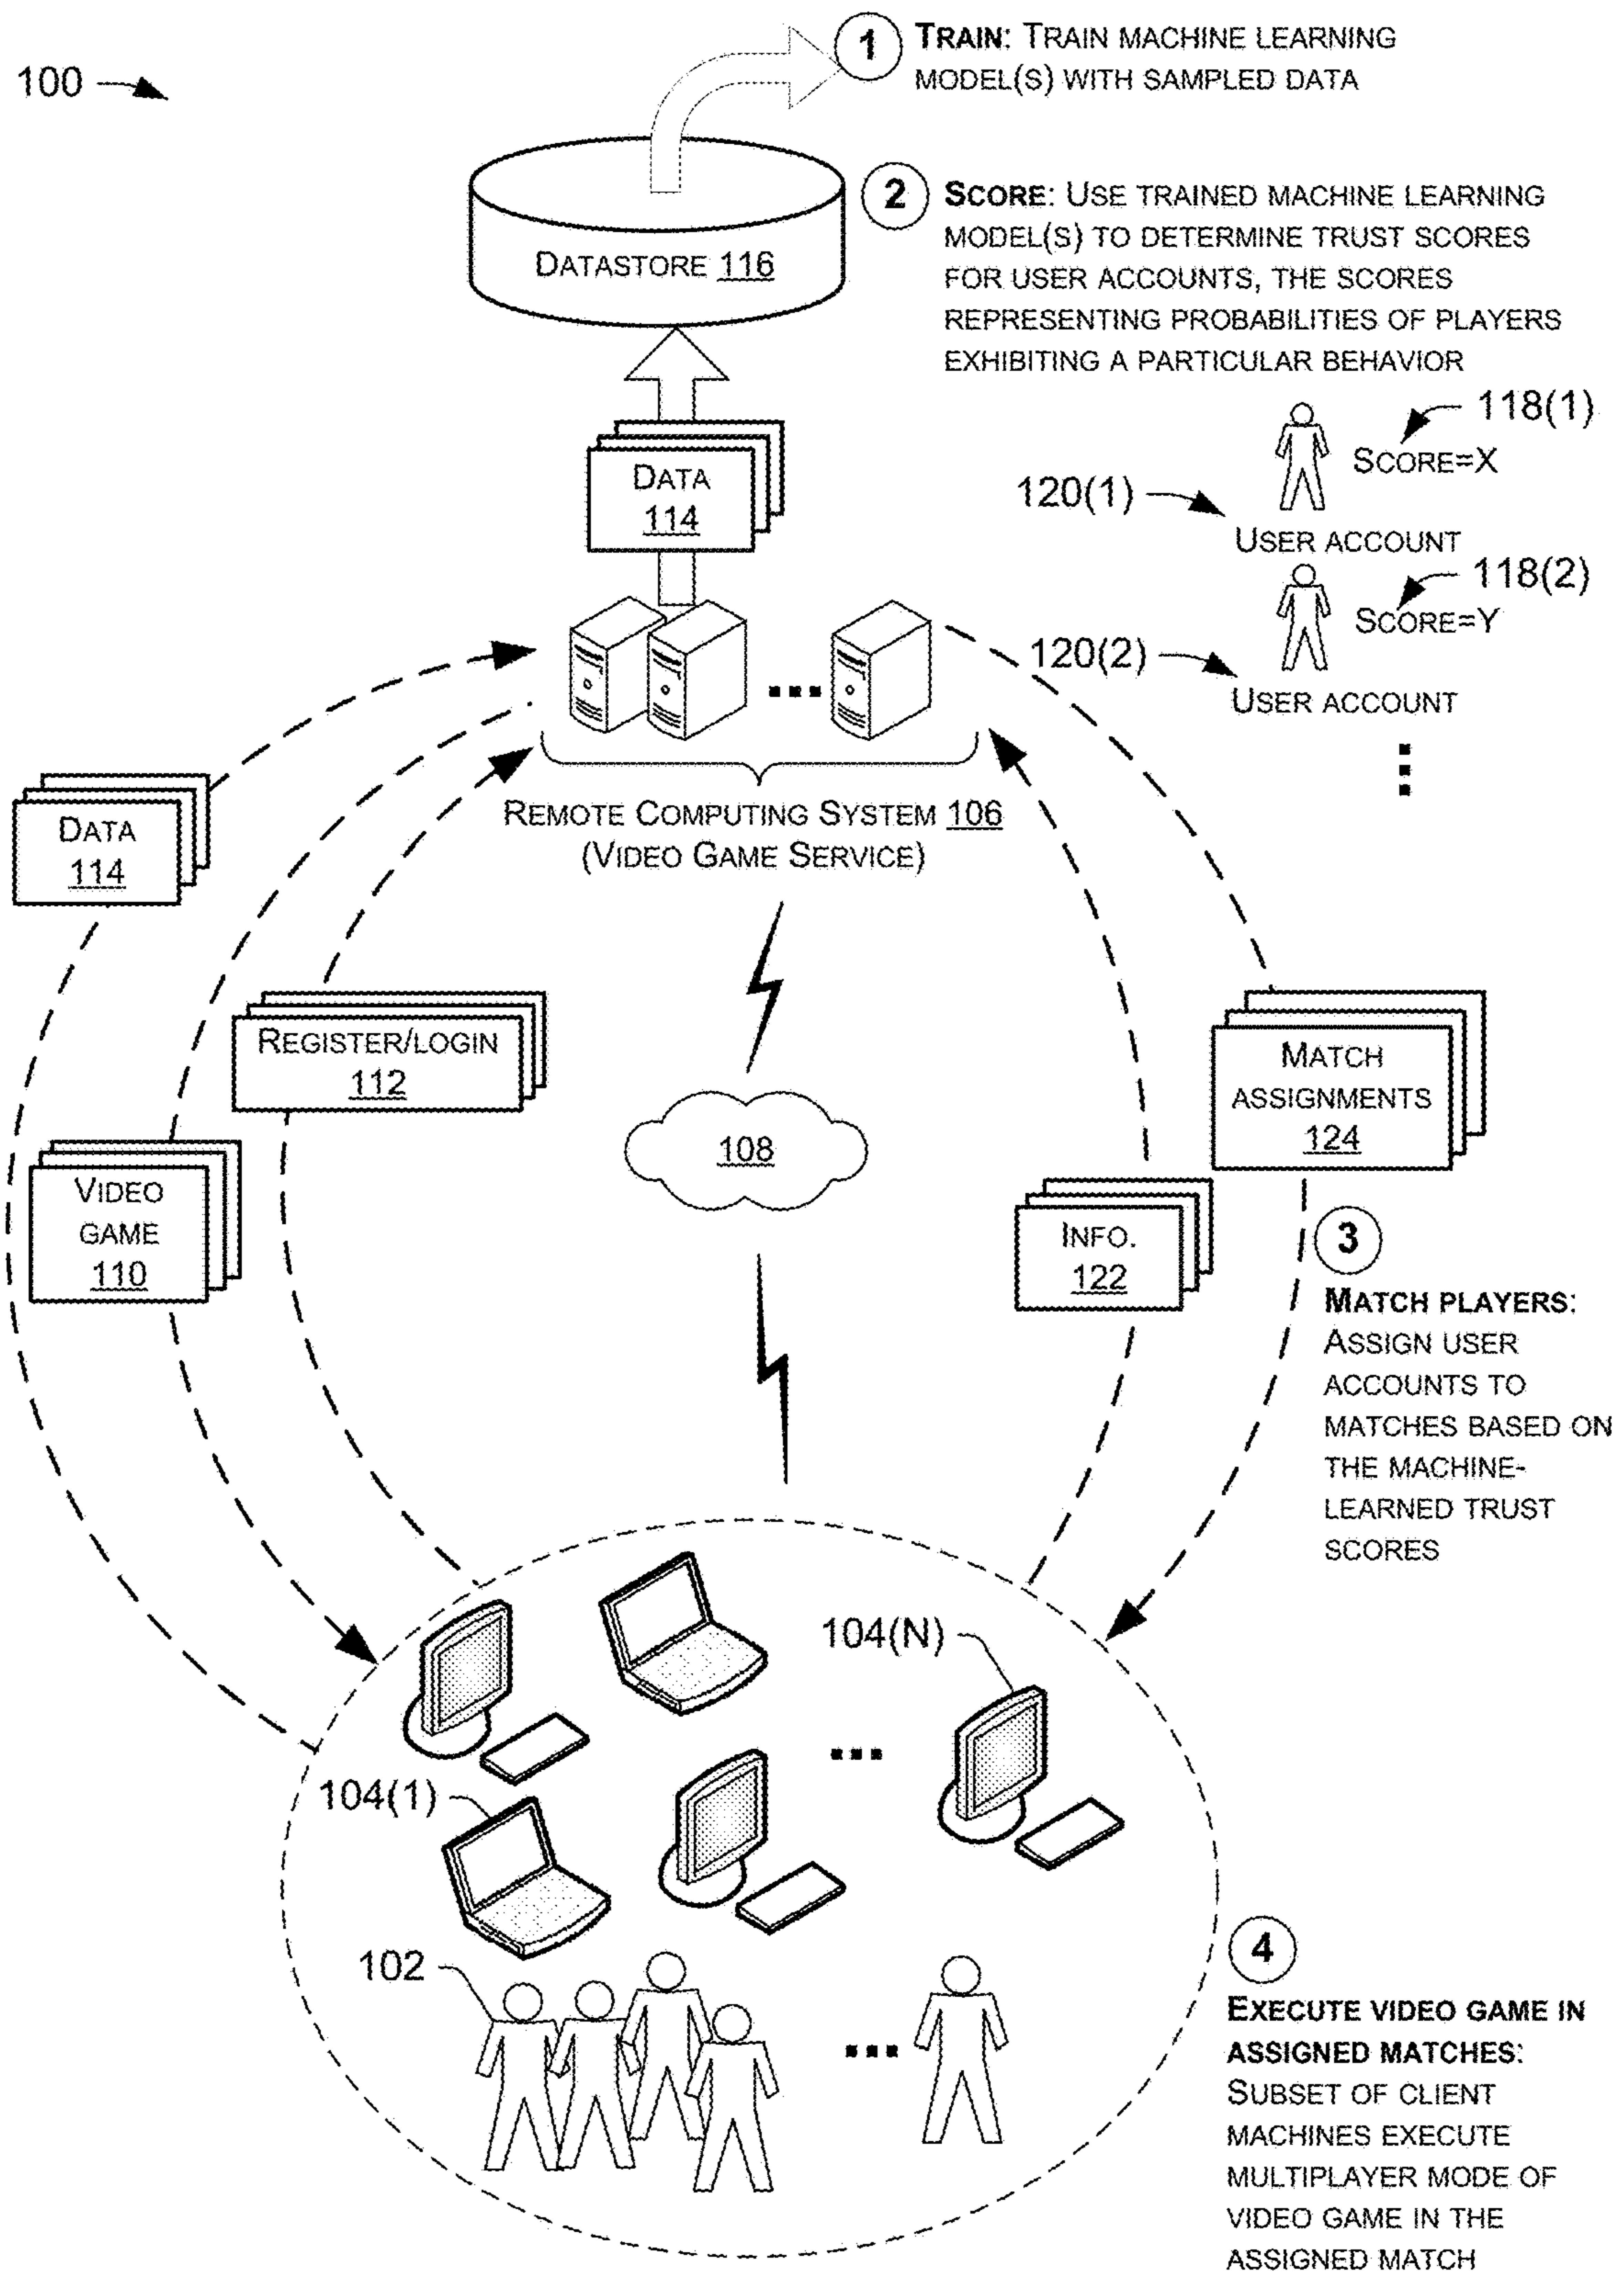 100
1
TRAIN: TRAIN MACHINE LEARNING
MODEL(S) WITH SAMPLED DATA
DATASTORE 116
2
SCORE: USE TRAINED MACHINE LEARNING
MODEL(S) TO DETERMINE TRUST SCORES
FOR USER ACCOUNTS, THE SCORES
REPRESENTING PROBABILITIES OF PLAYERS
EXHIBITING A PARTICULAR BEHAVIOR
118(1)
SCORE=X
120(1)
USER ACCOUNT
118(2)
SCORE=Y
120(2)
USER ACCOUNT
DATA
114
REMOTE COMPUTING SYSTEM 106
(VIDEO GAME SERVICE)
DATA
114
REGISTER/LOGIN
112
VIDEO
GAME
110
108
MATCH
ASSIGNMENTS
124
INFO.
122
3
MATCH PLAYERS:
ASSIGN USER
ACCOUNTS TO
MATCHES BASED ON
THE MACHINE-
LEARNED TRUST
SCORES
104(N)
104(1)
102
4
EXECUTE VIDEO GAME IN
ASSIGNED MATCHES:
SUBSET OF CLIENT
MACHINES EXECUTE
MULTIPLAYER MODE OF
VIDEO GAME IN THE
ASSIGNED MATCH